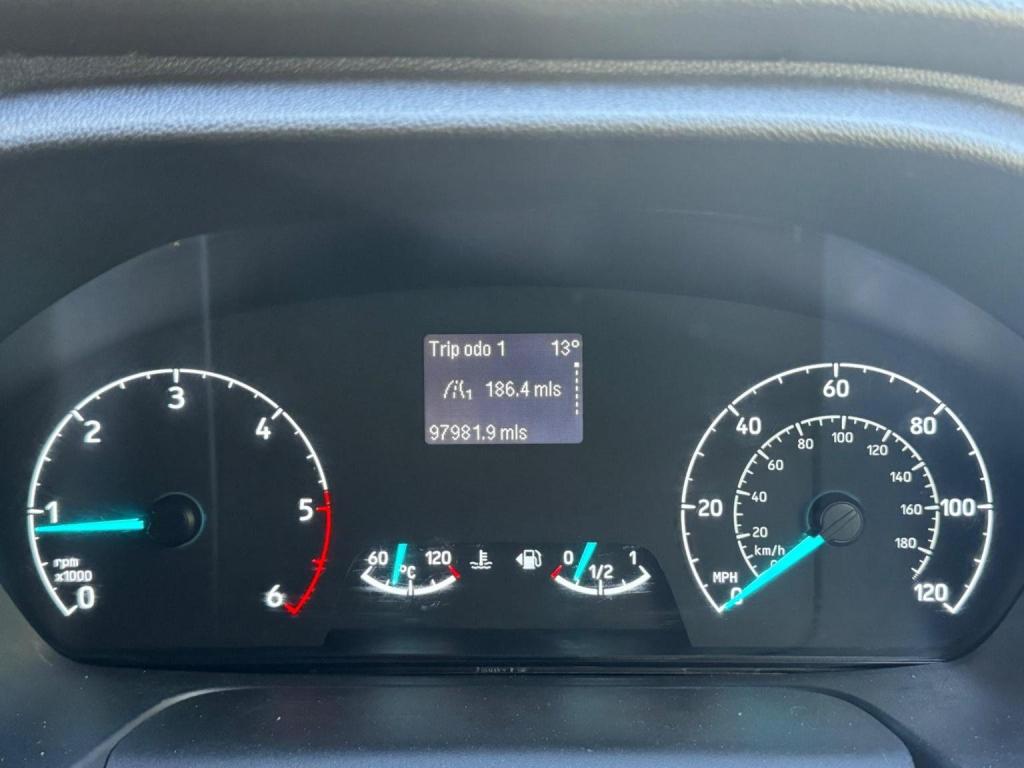 Trip odo 1 13°
186.4 mls
97981.9 mls
0 1 2 3 4 5 6
rpm
x1000
60 120
°C
0 1/2 1
0 20 40 60 80 100 120
MPH
20 40 60 80 100 120 140 160 180
km/h